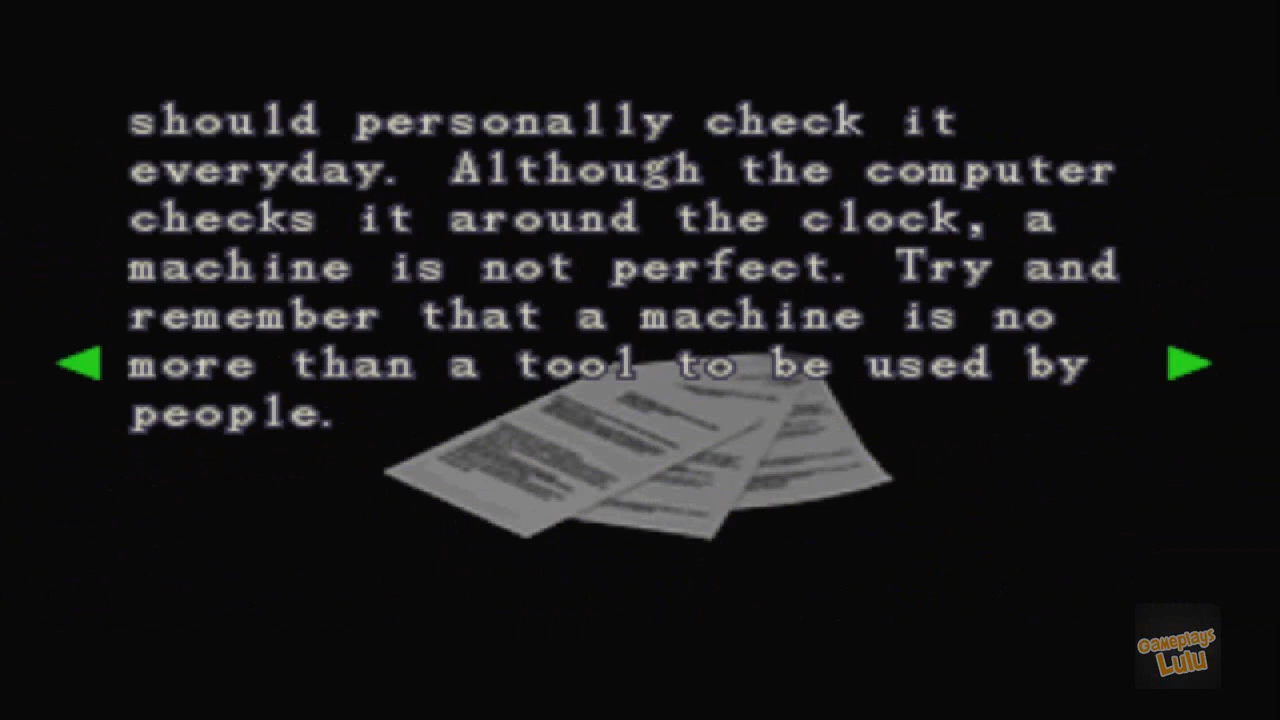 should personally check it
everyday. Although the computer
checks it around the clock, a
machine is not perfect. Try and
remember that a machine is no
more than a tool to be used by
people.
Gameplays
Lulu